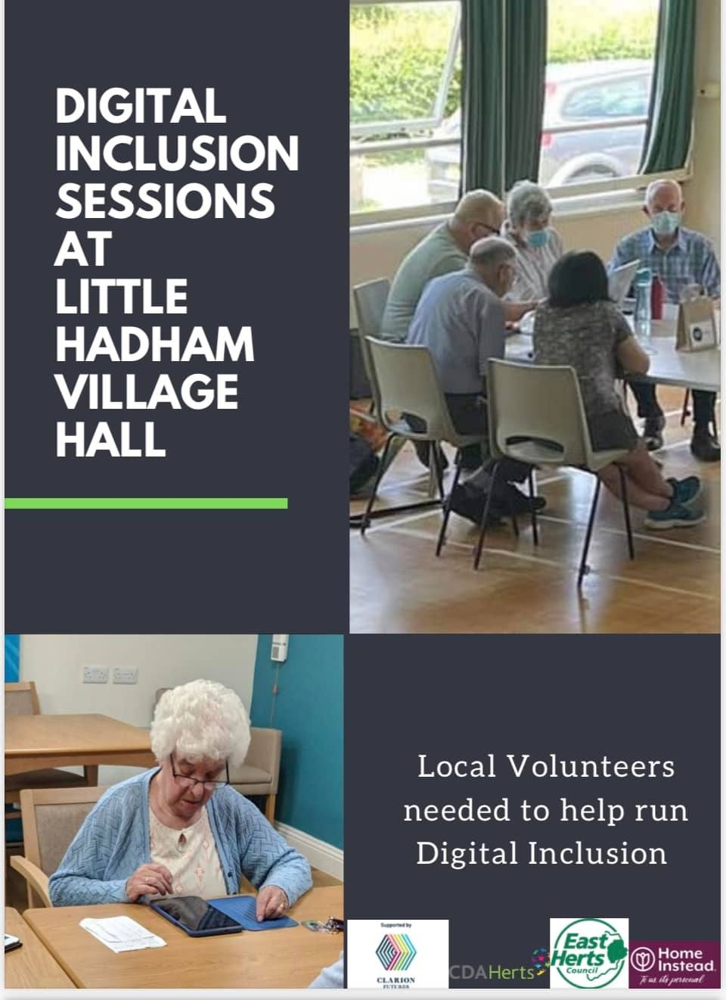 DIGITAL
INCLUSION
SESSIONS
AT
LITTLE
HADHAM
VILLAGE
HALL
Local Volunteers
needed to help run
Digital Inclusion
Supported by
CLARION
FUTURES
CDAHerts
East
Herts
Council
Home
Instead
To us, its personal